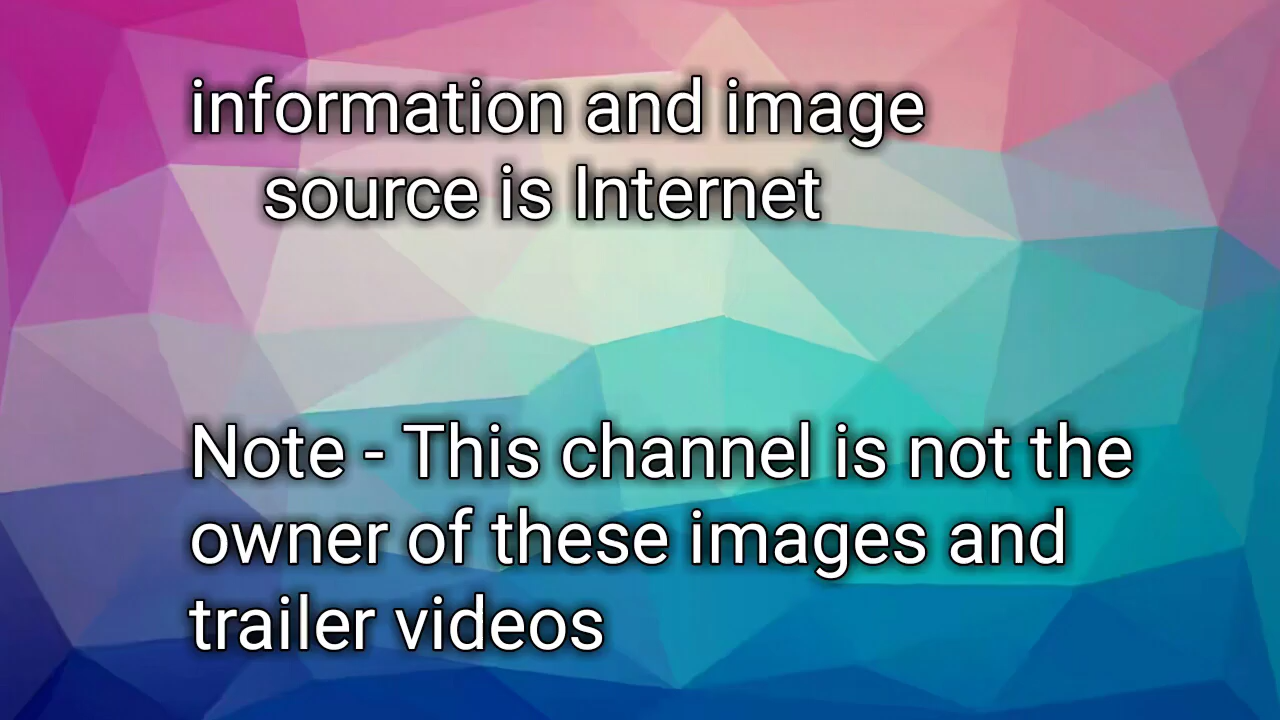 information and image
source is Internet
Note - This channel is not the
owner of these images and
trailer videos